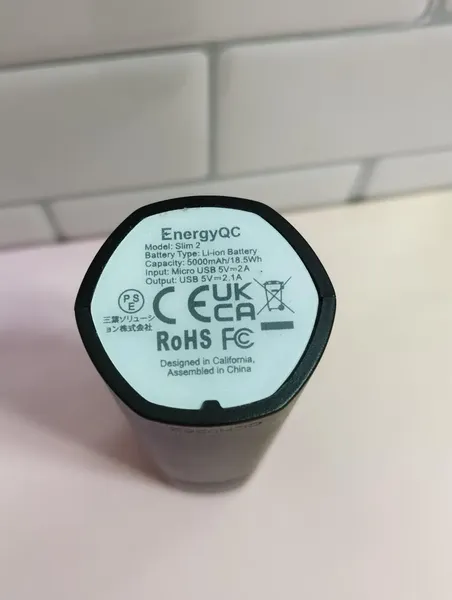 EnergyQC
Model: Slim 2
Battery Type: Li-ion Battery
Capacity: 5000mAh/18.5Wh
Input: Micro USB 5V⎓2A
Output: USB 5V⎓2.1A
PSE
三葉ソリューシ
ョン株式会社
CE
UK
CA
RoHS FC
Designed in California,
Assembled in China